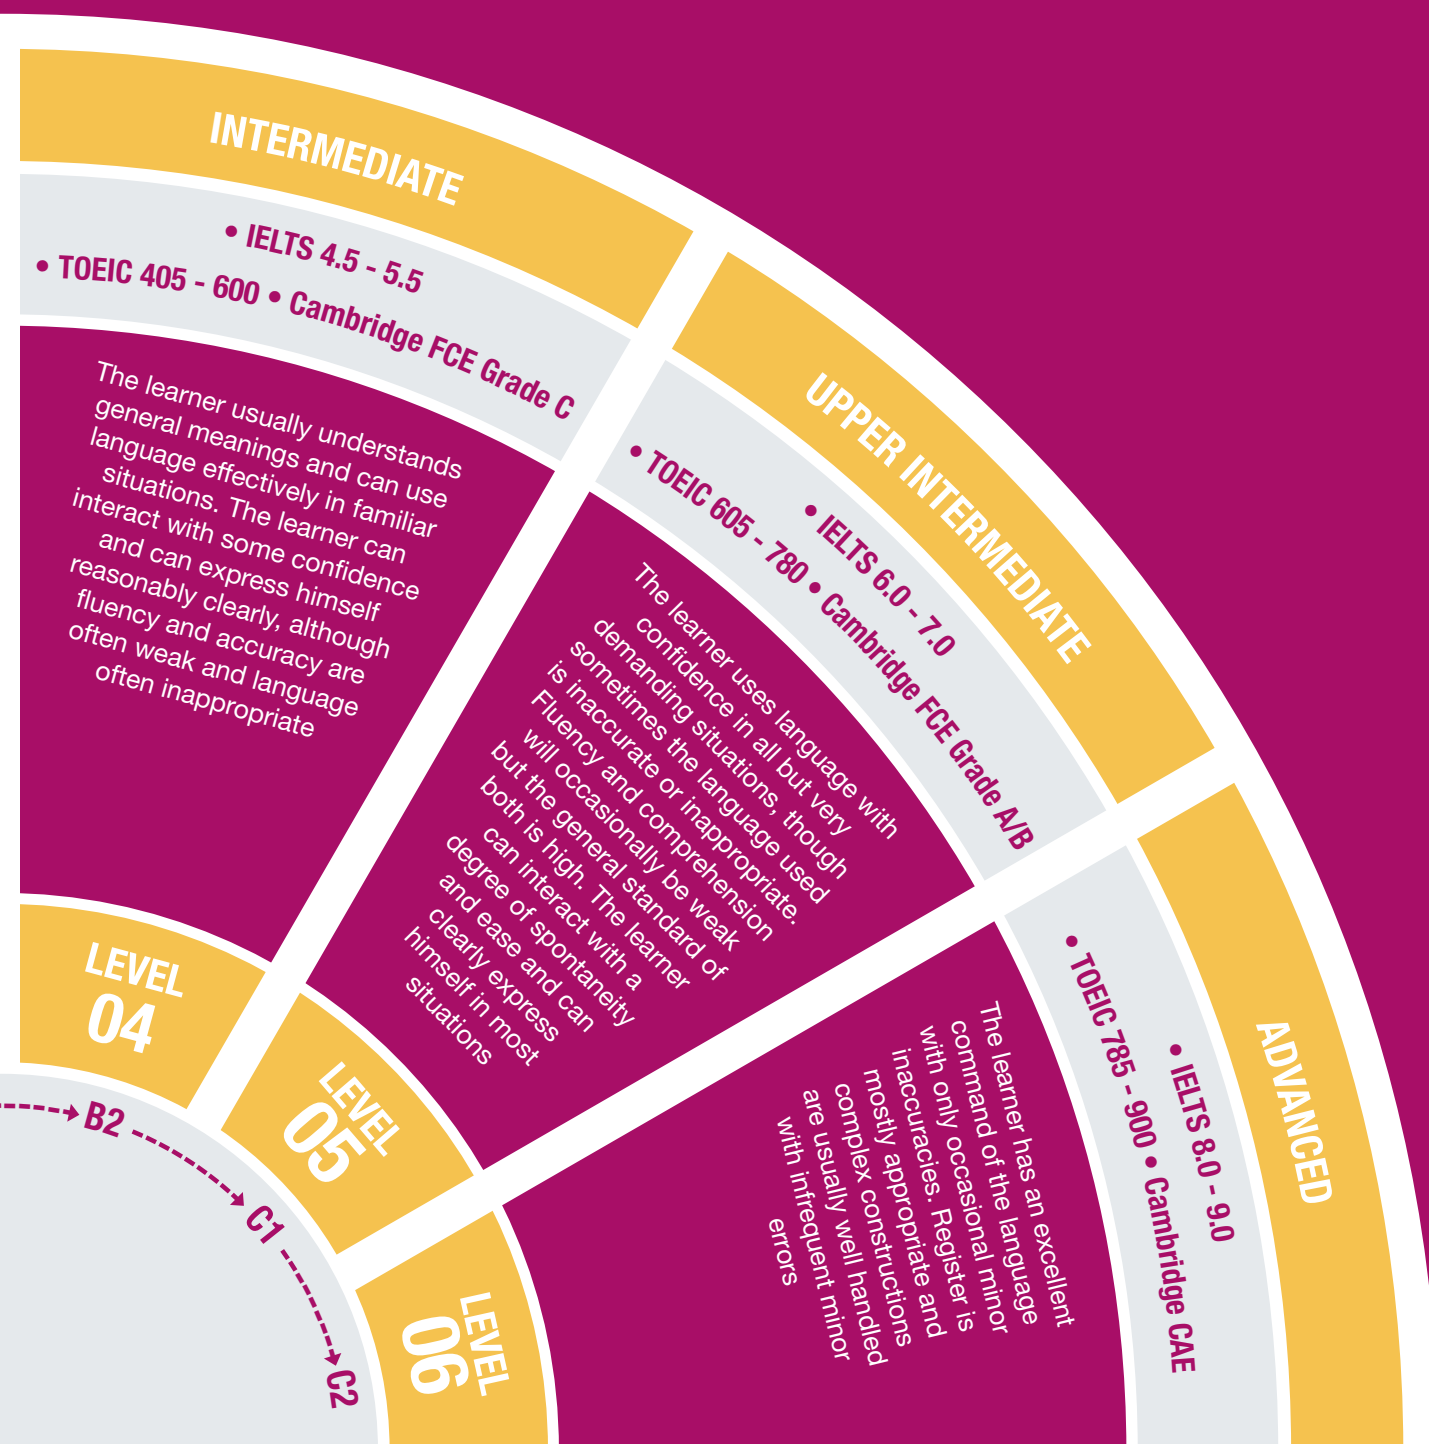 INTERMEDIATE
• IELTS 4.5 - 5.5
• TOEIC 405 - 600 • Cambridge FCE Grade C
The learner usually understands
general meanings and can use
language effectively in familiar
situations. The learner can
interact with some confidence
and can express himself
reasonably clearly, although
fluency and accuracy are
often weak and language
often inappropriate
LEVEL
04
B2
UPPER INTERMEDIATE
• IELTS 6.0 - 7.0
• TOEIC 605 - 780 • Cambridge FCE Grade A/B
The learner uses language with
confidence in all but very
demanding situations, though
sometimes the language used
is inaccurate or inappropriate.
Fluency and comprehension
will occasionally be weak
but the general standard of
both is high. The learner
can interact with a
degree of spontaneity
and ease and can
clearly express
himself in most
situations
LEVEL
05
C1
ADVANCED
• IELTS 8.0 - 9.0
• TOEIC 785 - 900 • Cambridge CAE
The learner has an excellent
command of the language
with only occasional minor
inaccuracies. Register is
mostly appropriate and
complex constructions
are usually well handled
with infrequent minor
errors
LEVEL
06
C2